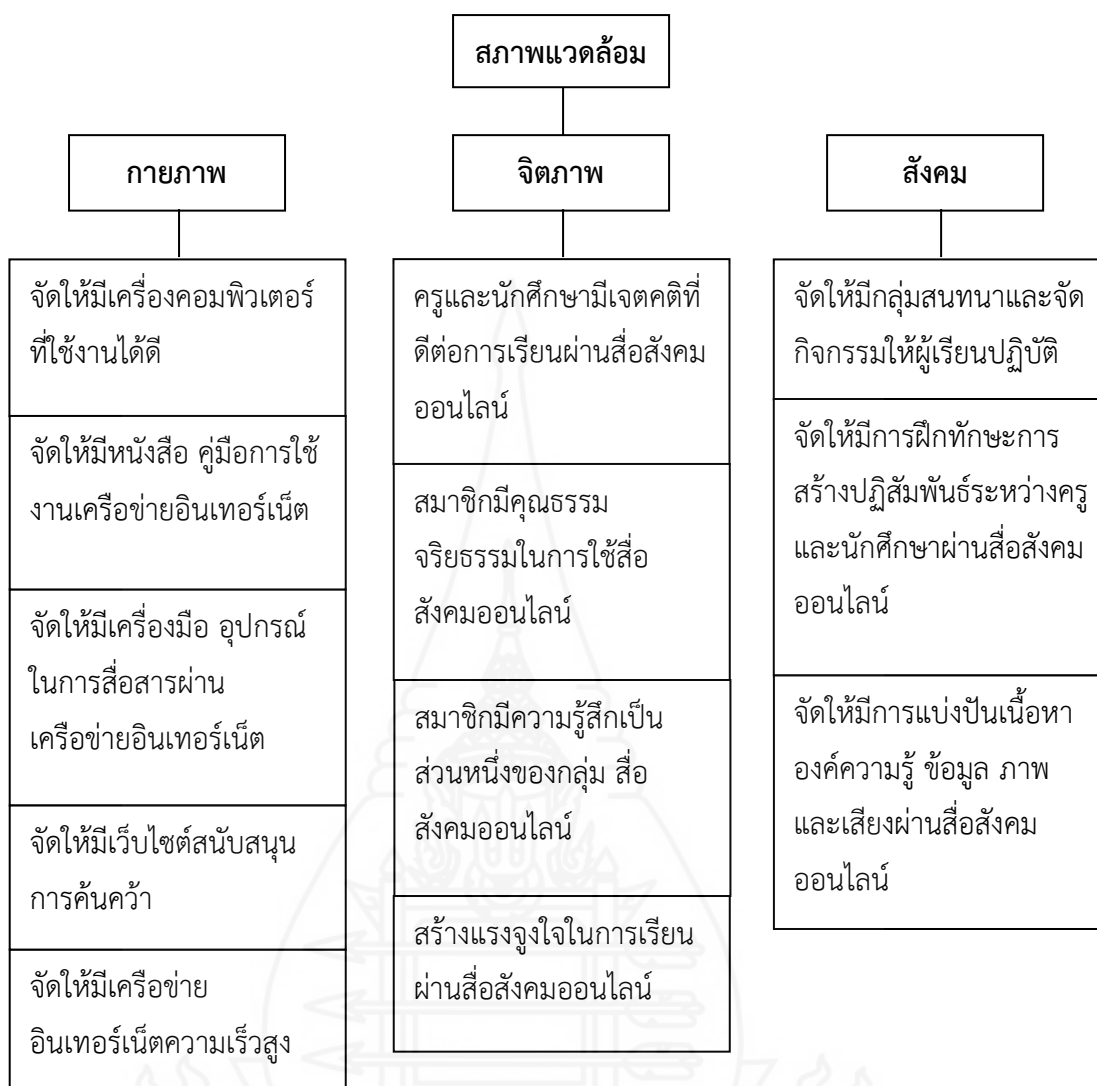 สภาพแวดล้อม
กายภาพ
จิตภาพ
สังคม
จัดให้มีเครื่องคอมพิวเตอร์
ที่ใช้งานได้ดี
จัดให้มีหนังสือ คู่มือการใช้
งานเครือข่ายอินเทอร์เน็ต
จัดให้มีเครื่องมือ อุปกรณ์
ในการสื่อสารผ่าน
เครือข่ายอินเทอร์เน็ต
จัดให้มีเว็บไซต์สนับสนุน
การค้นคว้า
จัดให้มีเครือข่าย
อินเทอร์เน็ตความเร็วสูง
ครูและนักศึกษามีเจตคติที่
ดีต่อการเรียนผ่านสื่อสังคม
ออนไลน์
สมาชิกมีคุณธรรม
จริยธรรมในการใช้สื่อ
สังคมออนไลน์
สมาชิกมีความรู้สึกเป็น
ส่วนหนึ่งของกลุ่ม สื่อ
สังคมออนไลน์
สร้างแรงจูงใจในการเรียน
ผ่านสื่อสังคมออนไลน์
จัดให้มีกลุ่มสนทนาและจัด
กิจกรรมให้ผู้เรียนปฏิบัติ
จัดให้มีการฝึกทักษะการ
สร้างปฏิสัมพันธ์ระหว่างครู
และนักศึกษาผ่านสื่อสังคม
ออนไลน์
จัดให้มีการแบ่งปันเนื้อหา
องค์ความรู้ ข้อมูล ภาพ
และเสียงผ่านสื่อสังคม
ออนไลน์